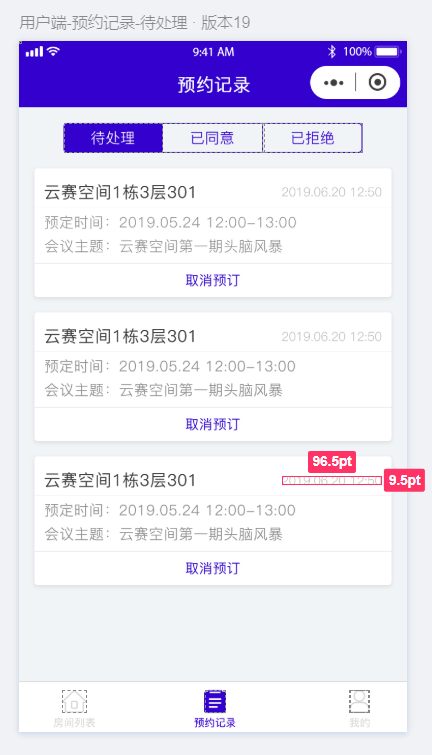 用户端-预约记录-待处理 · 版本19
9:41 AM 100%
预约记录
待处理 已同意 已拒绝
云赛空间1栋3层301 2019.06.20 12:50
预定时间：2019.05.24 12:00-13:00
会议主题：云赛空间第一期头脑风暴
取消预订
云赛空间1栋3层301 2019.06.20 12:50
预定时间：2019.05.24 12:00-13:00
会议主题：云赛空间第一期头脑风暴
取消预订
96.5pt
云赛空间1栋3层301 2019.06.20 12:50 9.5pt
预定时间：2019.05.24 12:00-13:00
会议主题：云赛空间第一期头脑风暴
取消预订
房间列表 预约记录 我的